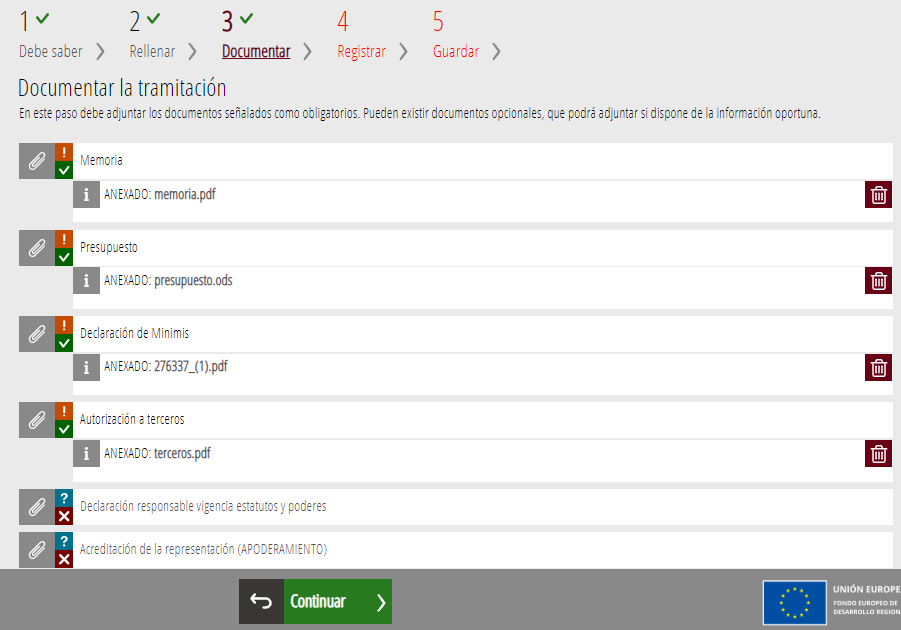 1 2 3 4 5
Debe saber Rellenar Documentar Registrar Guardar
Documentar la tramitación
En este paso debe adjuntar los documentos señalados como obligatorios. Pueden existir documentos opcionales, que podrá adjuntar si dispone de la información oportuna.
! Memoria
i ANEXADO: memoria.pdf
! Presupuesto
i ANEXADO: presupuesto.ods
! Declaración de Minimis
i ANEXADO: 276337_(1).pdf
! Autorización a terceros
i ANEXADO: terceros.pdf
? Declaración responsable vigencia estatutos y poderes
? Acreditación de la representación (APODERAMIENTO)
Continuar
UNIÓN EUROPE
FONDO EUROPEO DE
DESARROLLO REGION